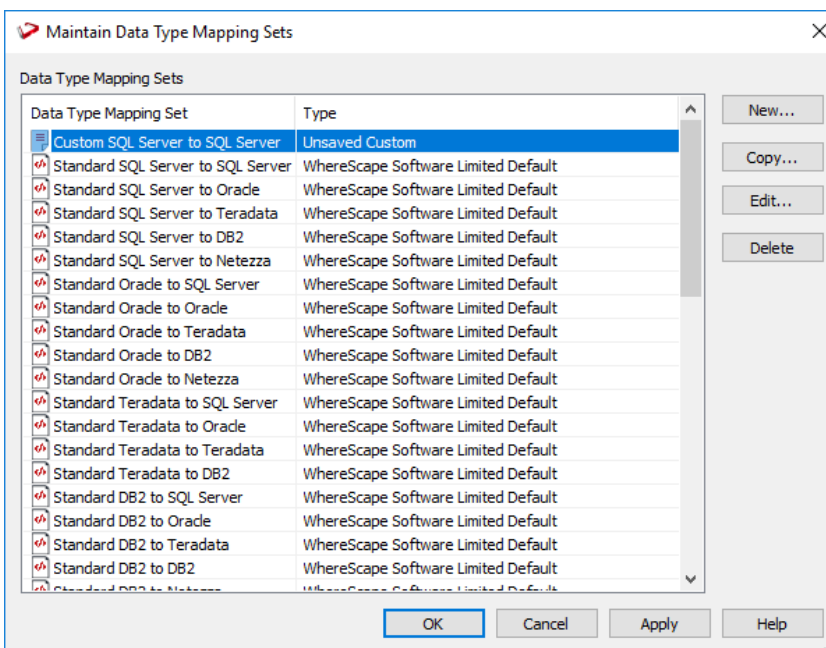 Maintain Data Type Mapping Sets
Data Type Mapping Sets
Data Type Mapping Set Type
Custom SQL Server to SQL Server Unsaved Custom
Standard SQL Server to SQL Server WhereScape Software Limited Default
Standard SQL Server to Oracle WhereScape Software Limited Default
Standard SQL Server to Teradata WhereScape Software Limited Default
Standard SQL Server to DB2 WhereScape Software Limited Default
Standard SQL Server to Netezza WhereScape Software Limited Default
Standard Oracle to SQL Server WhereScape Software Limited Default
Standard Oracle to Oracle WhereScape Software Limited Default
Standard Oracle to Teradata WhereScape Software Limited Default
Standard Oracle to DB2 WhereScape Software Limited Default
Standard Oracle to Netezza WhereScape Software Limited Default
Standard Teradata to SQL Server WhereScape Software Limited Default
Standard Teradata to Oracle WhereScape Software Limited Default
Standard Teradata to Teradata WhereScape Software Limited Default
Standard Teradata to DB2 WhereScape Software Limited Default
Standard DB2 to SQL Server WhereScape Software Limited Default
Standard DB2 to Oracle WhereScape Software Limited Default
Standard DB2 to Teradata WhereScape Software Limited Default
Standard DB2 to DB2 WhereScape Software Limited Default
New...
Copy...
Edit...
Delete
OK Cancel Apply Help